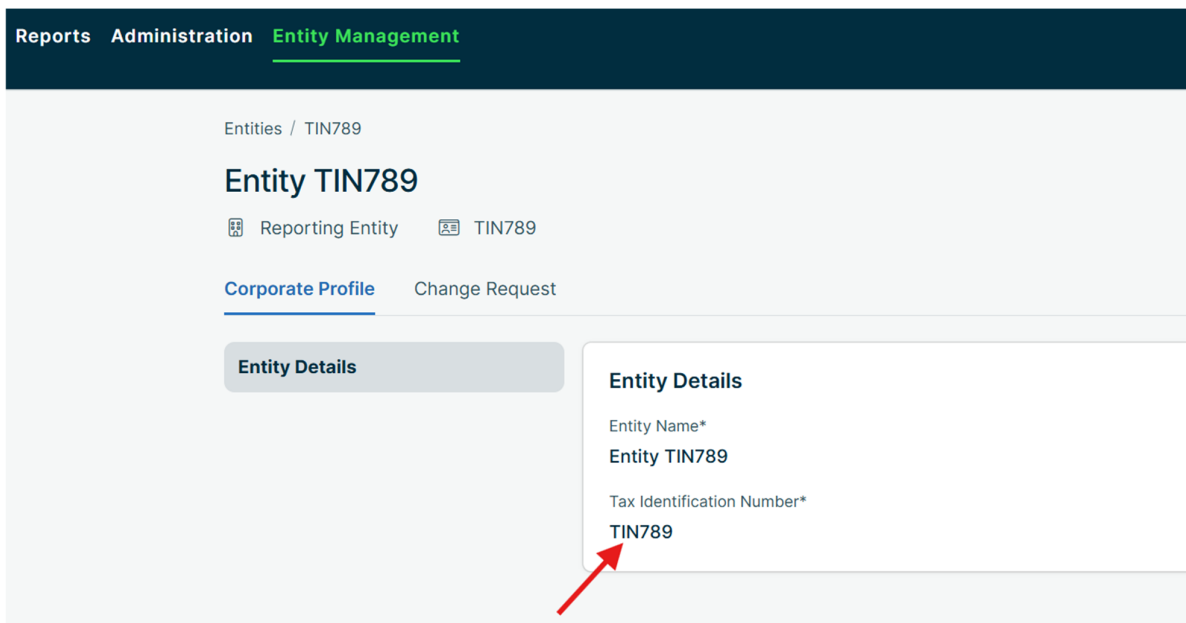 Reports Administration Entity Management
Entities / TIN789
Entity TIN789
Reporting Entity TIN789
Corporate Profile Change Request
Entity Details
Entity Details
Entity Name*
Entity TIN789
Tax Identification Number*
TIN789